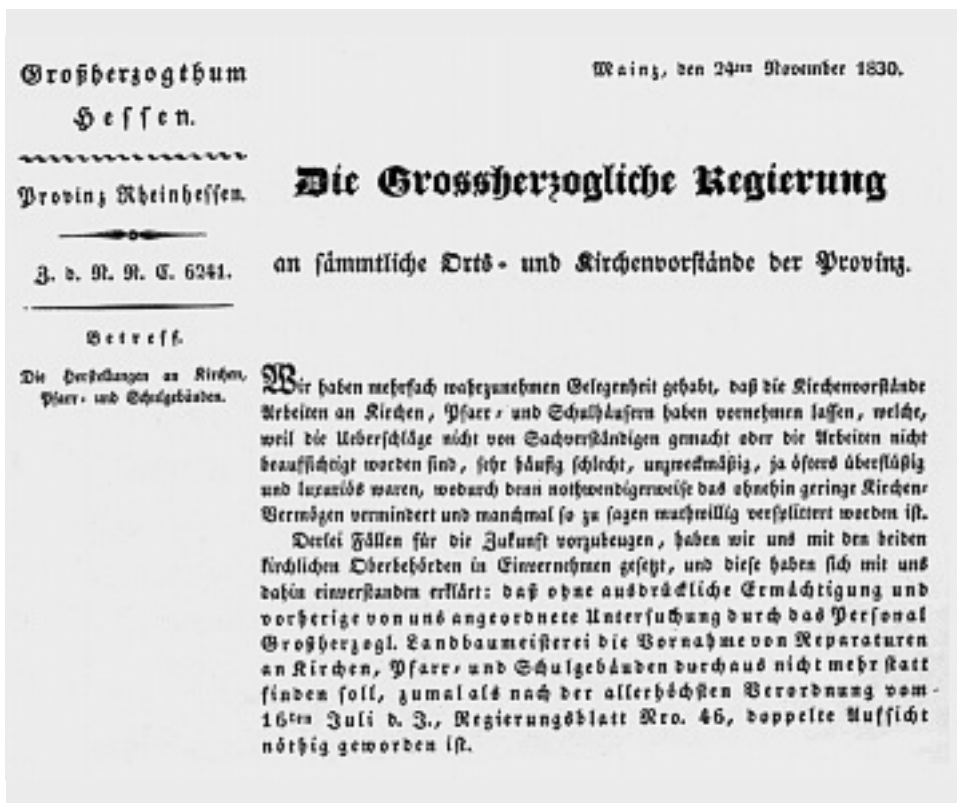 Großherzogthum
Hessen.
Provinz Rheinhessen.
Z. d. N. R. C. 6241.
Betreff.
Die Herstellungen an Kirchen,
Pfarr- und Schulgebänden.
Mainz, den 24ten November 1830.
Die Grossherzogliche Regierung
an sämmtliche Orts- und Kirchenvorstände der Provinz.
Wir haben mehrfach wahrzunehmen Gelegenheit gehabt, daß die Kirchenvorstände
Arbeiten an Kirchen, Pfarr- und Schulhäusern haben vornehmen lassen, welche,
weil die Ueberschläge nicht von Sachverständigen gemacht oder die Arbeiten nicht
beaufsichtigt worden sind, sehr häufig schlecht, unzweckmäßig, ja öfters überflüßig
und luxuriös waren, wodurch denn nothwendigerweise das ohnehin geringe Kirchen-
Vermögen vermindert und manchmal so zu sagen muthwillig versplittert worden ist.
Derlei Fällen für die Zukunft vorzubeugen, haben wir uns mit den beiden
kirchlichen Oberbehörden in Einvernehmen gesetzt, und diese haben sich mit uns
dahin einverstanden erklärt: daß ohne ausdrückliche Ermächtigung und
vorherige von uns angeordnete Untersuchung durch das Personal
Großherzogl. Landbaumeisterei die Vornahme von Reparaturen
an Kirchen, Pfarr- und Schulgebäuden durchaus nicht mehr statt
finden soll, zumal als nach der allerhöchsten Verordnung vom
16ten Juli d. J., Regierungsblatt Nro. 46, doppelte Aufsicht
nöthig geworden ist.